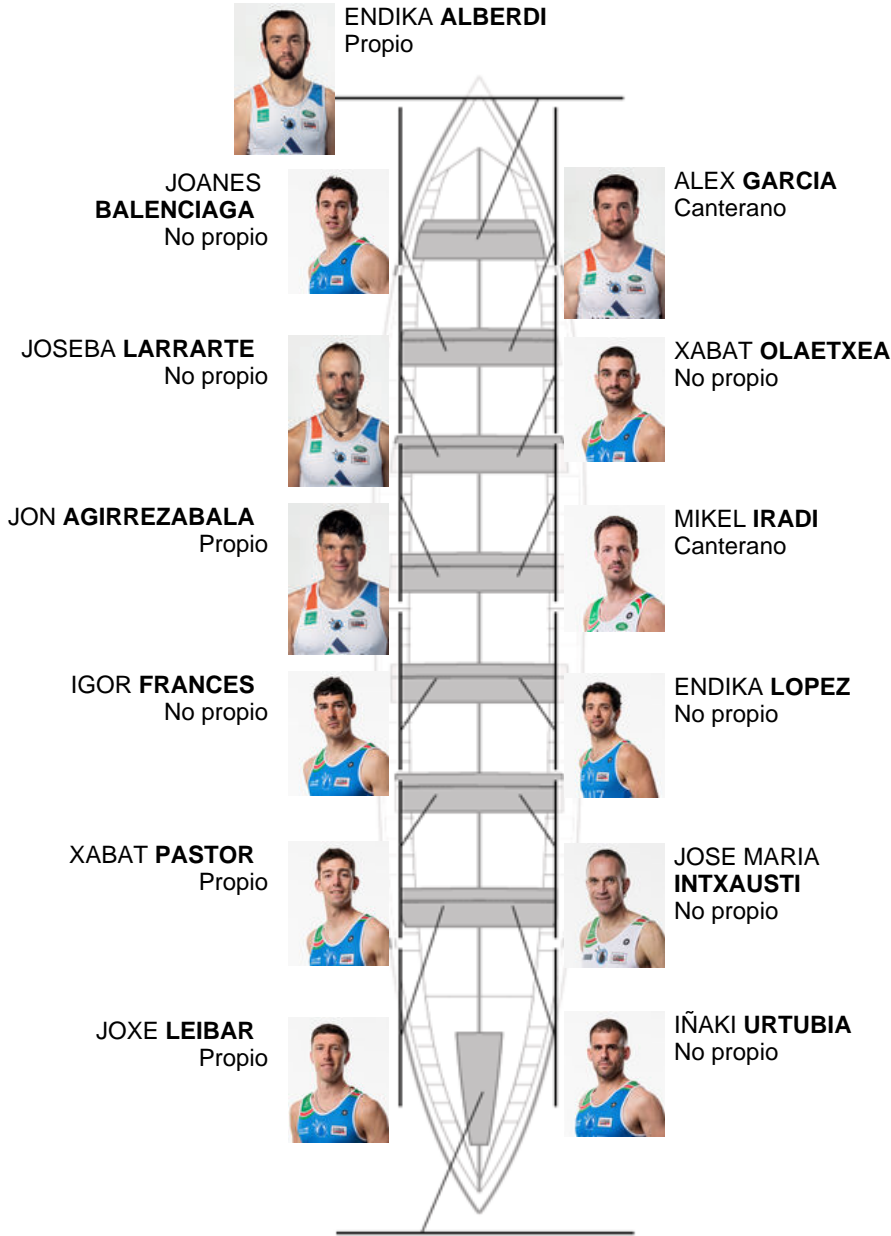 ENDIKA ALBERDI
Propio
JOANES
BALENCIAGA
No propio
ALEX GARCIA
Canterano
JOSEBA LARRARTE
No propio
XABAT OLAETXEA
No propio
JON AGIRREZABALA
Propio
MIKEL IRADI
Canterano
IGOR FRANCES
No propio
ENDIKA LOPEZ
No propio
XABAT PASTOR
Propio
JOSE MARIA
INTXAUSTI
No propio
JOXE LEIBAR
Propio
IÑAKI URTUBIA
No propio